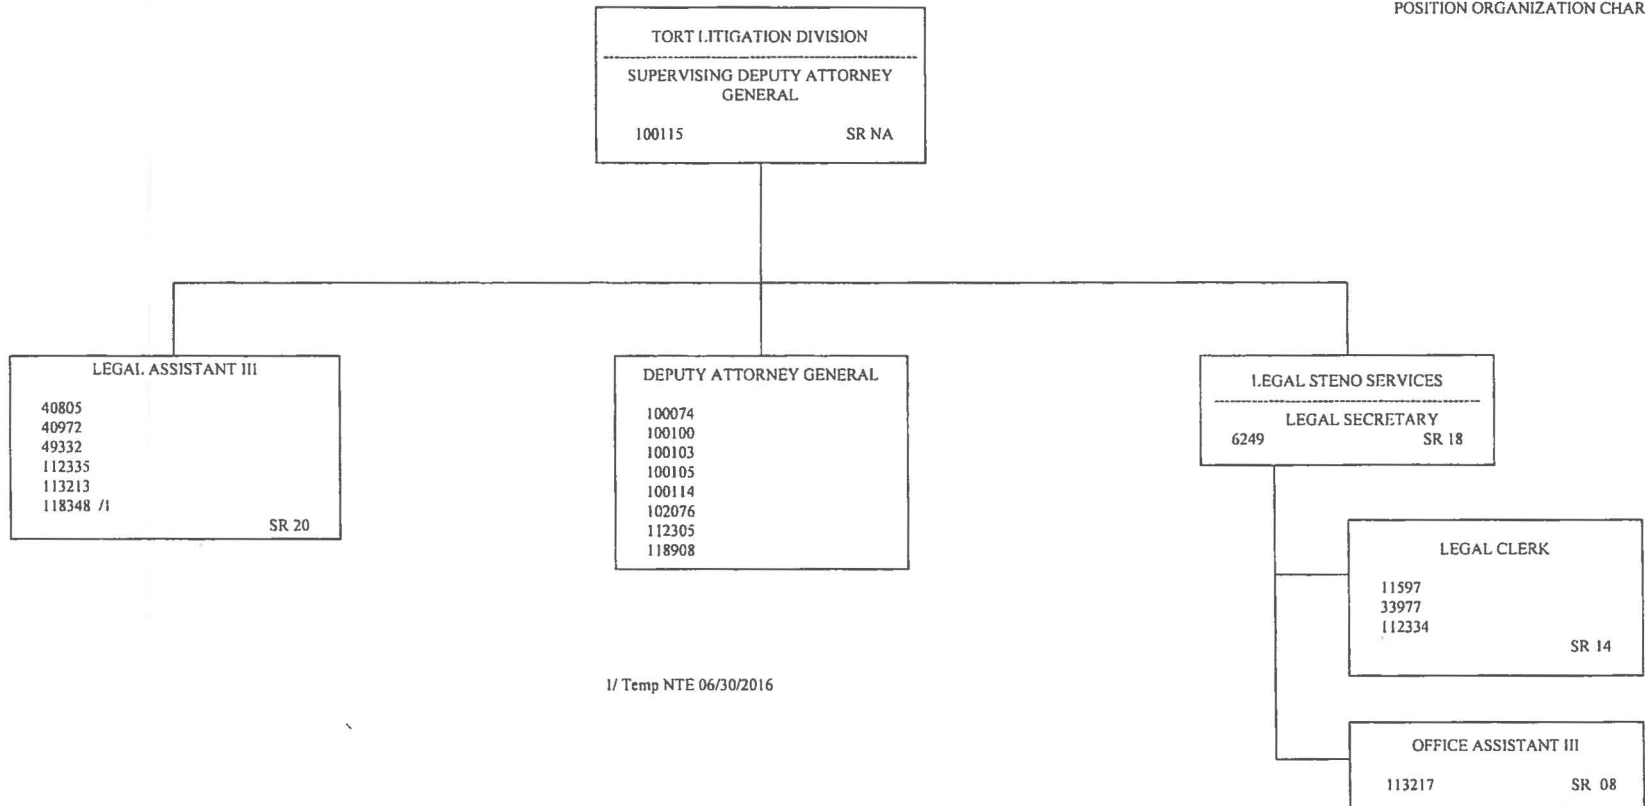 POSITION ORGANIZATION CHAR
TORT LITIGATION DIVISION
SUPERVISING DEPUTY ATTORNEY
GENERAL
100115 SR NA
LEGAL ASSISTANT III
40805
40972
49332
112335
113213
118348 /1
SR 20
DEPUTY ATTORNEY GENERAL
100074
100100
100103
100105
100114
102076
112305
118908
LEGAL STENO SERVICES
LEGAL SECRETARY
6249 SR 18
LEGAL CLERK
11597
33977
112334
SR 14
OFFICE ASSISTANT III
113217 SR 08
1/ Temp NTE 06/30/2016